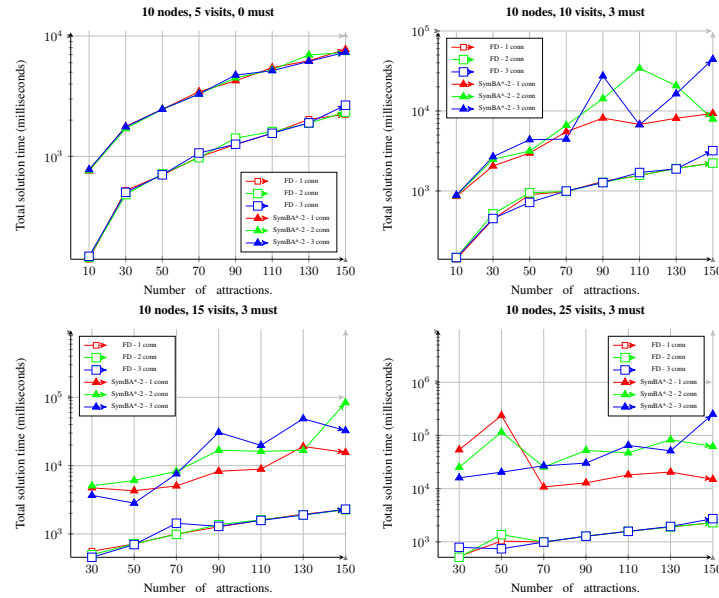 10 nodes, 5 visits, 0 must
Total solution time (milliseconds)
10^4
10^3
FD - 1 conn
FD - 2 conn
FD - 3 conn
SymBA*-2 - 1 conn
SymBA*-2 - 2 conn
SymBA*-2 - 3 conn
10 30 50 70 90 110 130 150
Number of attractions.
10 nodes, 10 visits, 3 must
Total solution time (milliseconds)
10^5
10^4
10^3
FD - 1 conn
FD - 2 conn
FD - 3 conn
SymBA*-2 - 1 conn
SymBA*-2 - 2 conn
SymBA*-2 - 3 conn
10 30 50 70 90 110 130 150
Number of attractions.
10 nodes, 15 visits, 3 must
Total solution time (milliseconds)
10^5
10^4
10^3
FD - 1 conn
FD - 2 conn
FD - 3 conn
SymBA*-2 - 1 conn
SymBA*-2 - 2 conn
SymBA*-2 - 3 conn
30 50 70 90 110 130 150
Number of attractions.
10 nodes, 25 visits, 3 must
Total solution time (milliseconds)
10^6
10^5
10^4
10^3
FD - 1 conn
FD - 2 conn
FD - 3 conn
SymBA*-2 - 1 conn
SymBA*-2 - 2 conn
SymBA*-2 - 3 conn
30 50 70 90 110 130 150
Number of attractions.